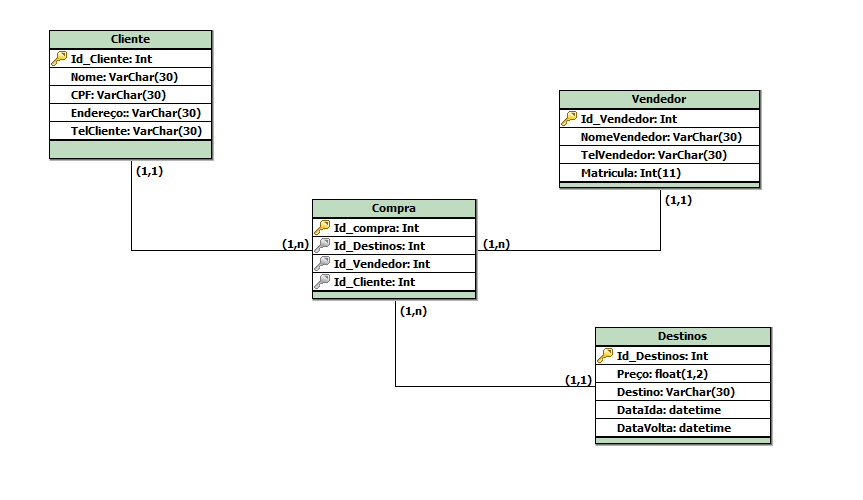 Cliente
Id_Cliente: Int
Nome: VarChar(30)
CPF: VarChar(30)
Endereço:: VarChar(30)
TelCliente: VarChar(30)
(1,1)
Vendedor
Id_Vendedor: Int
NomeVendedor: VarChar(30)
TelVendedor: VarChar(30)
Matricula: Int(11)
(1,1)
Compra
Id_compra: Int
Id_Destinos: Int
Id_Vendedor: Int
Id_Cliente: Int
(1,n)
(1,n)
(1,n)
Destinos
Id_Destinos: Int
Preço: float(1,2)
Destino: VarChar(30)
DataIda: datetime
DataVolta: datetime
(1,1)